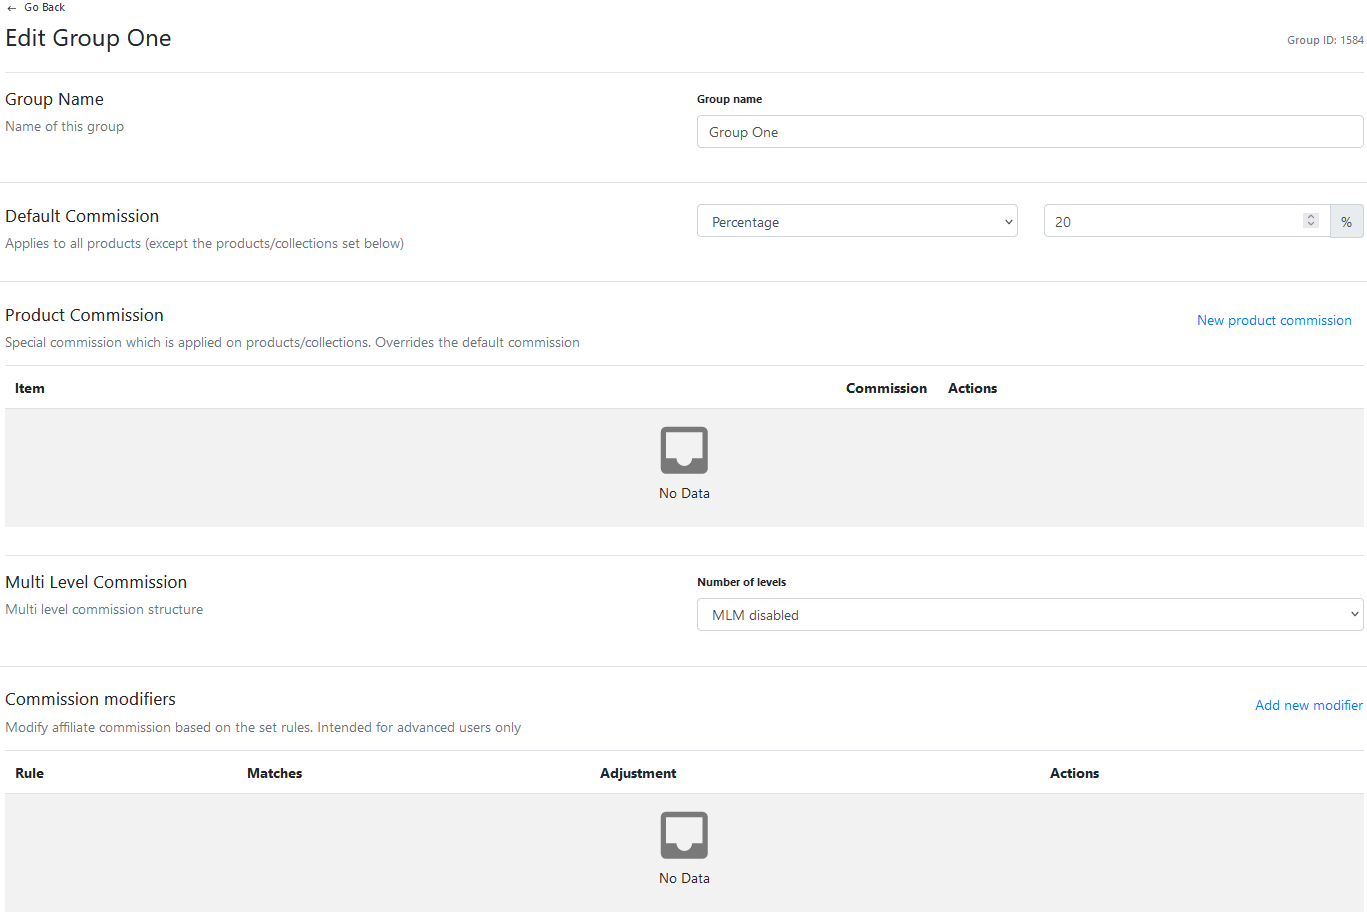 ← Go Back
Edit Group One
Group ID: 1584
Group Name
Group name
Name of this group
Group One
Default Commission
Percentage
20
%
Applies to all products (except the products/collections set below)
Product Commission
New product commission
Special commission which is applied on products/collections. Overrides the default commission
Item Commission Actions
No Data
Multi Level Commission
Number of levels
Multi level commission structure
MLM disabled
Commission modifiers
Add new modifier
Modify affiliate commission based on the set rules. Intended for advanced users only
Rule Matches Adjustment Actions
No Data